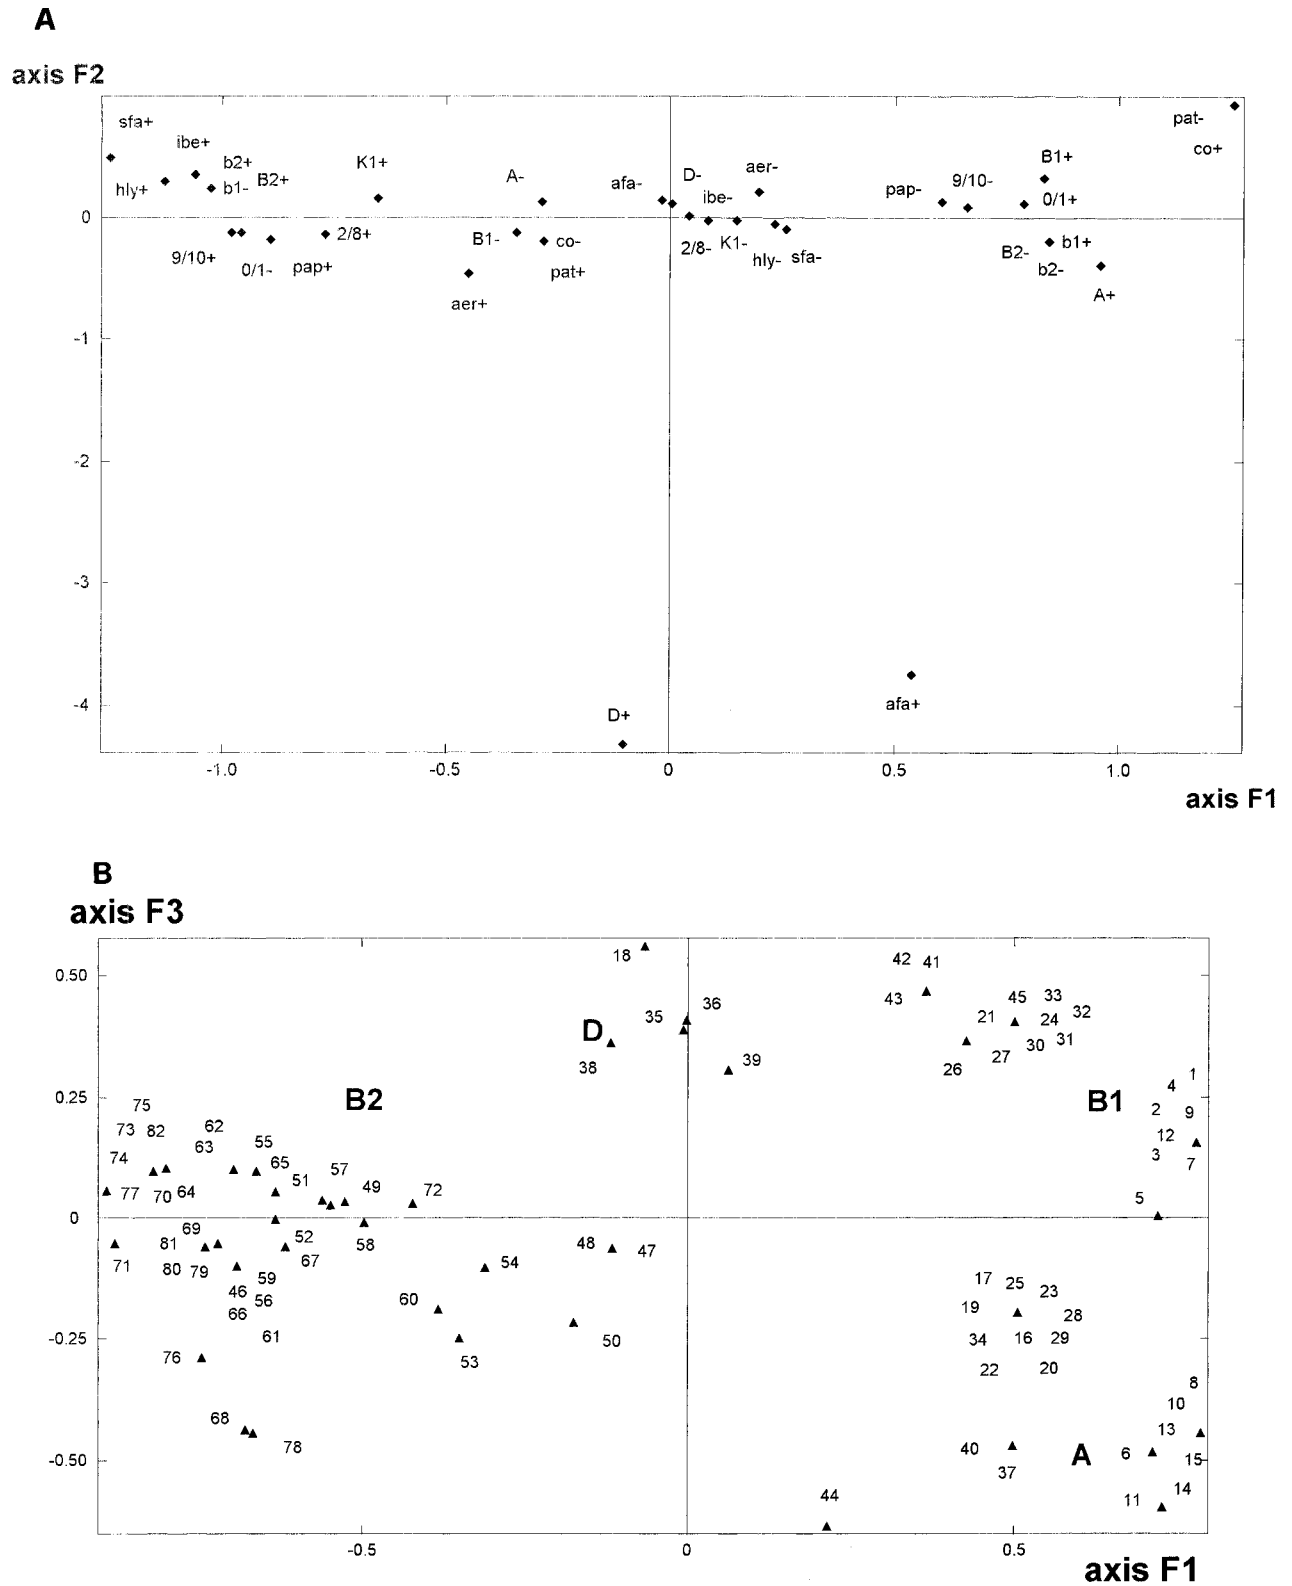 A
axis F2
sfa+
pat-
ibe+
co+
b2+
K1+
aer-
B1+
hly+
b1-
B2+
A-
afa-
D-
ibe-
pap-
9/10-
0/1+
0
9/10+
2/8+
B1-
co-
2/8-
K1-
B2-
b1+
0/1-
pap+
pat+
hly-
sfa-
b2-
aer+
A+
-1
-2
-3
-4
afa+
D+
-1.0 -0.5 0 0.5 1.0
axis F1
B
axis F3
18
42 41
0.50
43
45 33
35 36
21 24 32
D
30 31
38 39
26 27
1
4
0.25
75
B2
B1
2 9
73 82
62
12
74
63
55
3 7
77 70 64
65
51
57
49
72
5
0
69
81
52
58
48 47
71
80 79
67
54
59
46
56
17 25
23
66
60
19
28
61
50
34 16 29
-0.25
76
53
22 20
8
10
68
13
78
40
A
6
15
-0.50
37
14
44
11
-0.5 0 0.5
axis F1